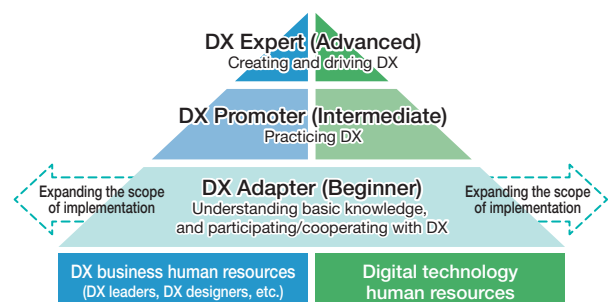 DX Expert (Advanced)
Creating and driving DX
DX Promoter (Intermediate)
Practicing DX
Expanding the scope
of implementation
DX Adapter (Beginner)
Understanding basic knowledge,
and participating/cooperating with DX
Expanding the scope
of implementation
DX business human resources
(DX leaders, DX designers, etc.)
Digital technology
human resources